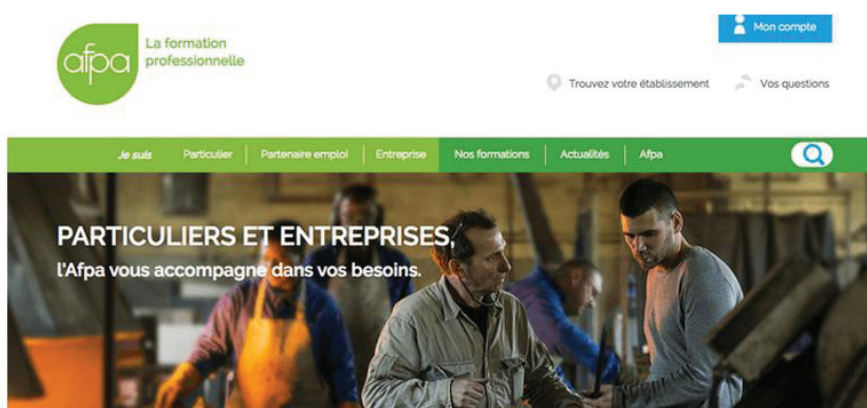 afpa
La formation
professionnelle
Mon compte
Trouvez votre établissement
Vos questions
Je suis
Particulier
Partenaire emploi
Entreprise
Nos formations
Actualités
Afpa
PARTICULIERS ET ENTREPRISES,
l'Afpa vous accompagne dans vos besoins.